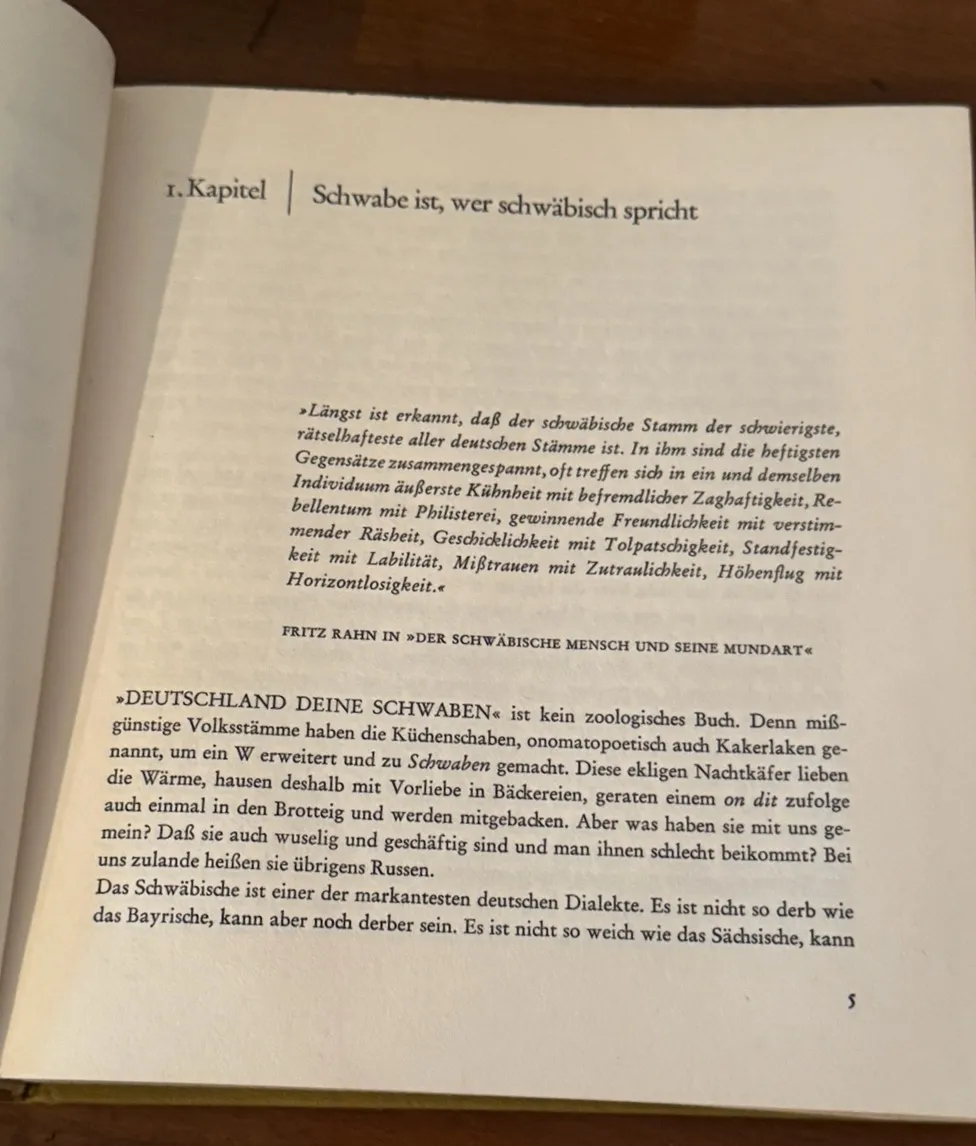 1. Kapitel | Schwabe ist, wer schwäbisch spricht
»Längst ist erkannt, daß der schwäbische Stamm der schwierigste,
rätselhafteste aller deutschen Stämme ist. In ihm sind die heftigsten
Gegensätze zusammengespannt, oft treffen sich in ein und demselben
Individuum äußerste Kühnheit mit befremdlicher Zaghaftigkeit, Re-
bellentum mit Philisterei, gewinnende Freundlichkeit mit verstim-
mender Räsheit, Geschicklichkeit mit Tolpatschigkeit, Standfestig-
keit mit Labilität, Mißtrauen mit Zutraulichkeit, Höhenflug mit
Horizontlosigkeit.«
FRITZ RAHN IN »DER SCHWÄBISCHE MENSCH UND SEINE MUNDART«
»DEUTSCHLAND DEINE SCHWABEN« ist kein zoologisches Buch. Denn miß-
günstige Volksstämme haben die Küchenschaben, onomatopoetisch auch Kakerlaken ge-
nannt, um ein W erweitert und zu Schwaben gemacht. Diese ekligen Nachtkäfer lieben
die Wärme, hausen deshalb mit Vorliebe in Bäckereien, geraten einem on dit zufolge
auch einmal in den Brotteig und werden mitgebacken. Aber was haben sie mit uns ge-
mein? Daß sie auch wuselig und geschäftig sind und man ihnen schlecht beikommt? Bei
uns zulande heißen sie übrigens Russen.
Das Schwäbische ist einer der markantesten deutschen Dialekte. Es ist nicht so derb wie
das Bayrische, kann aber noch derber sein. Es ist nicht so weich wie das Sächsische, kann
5